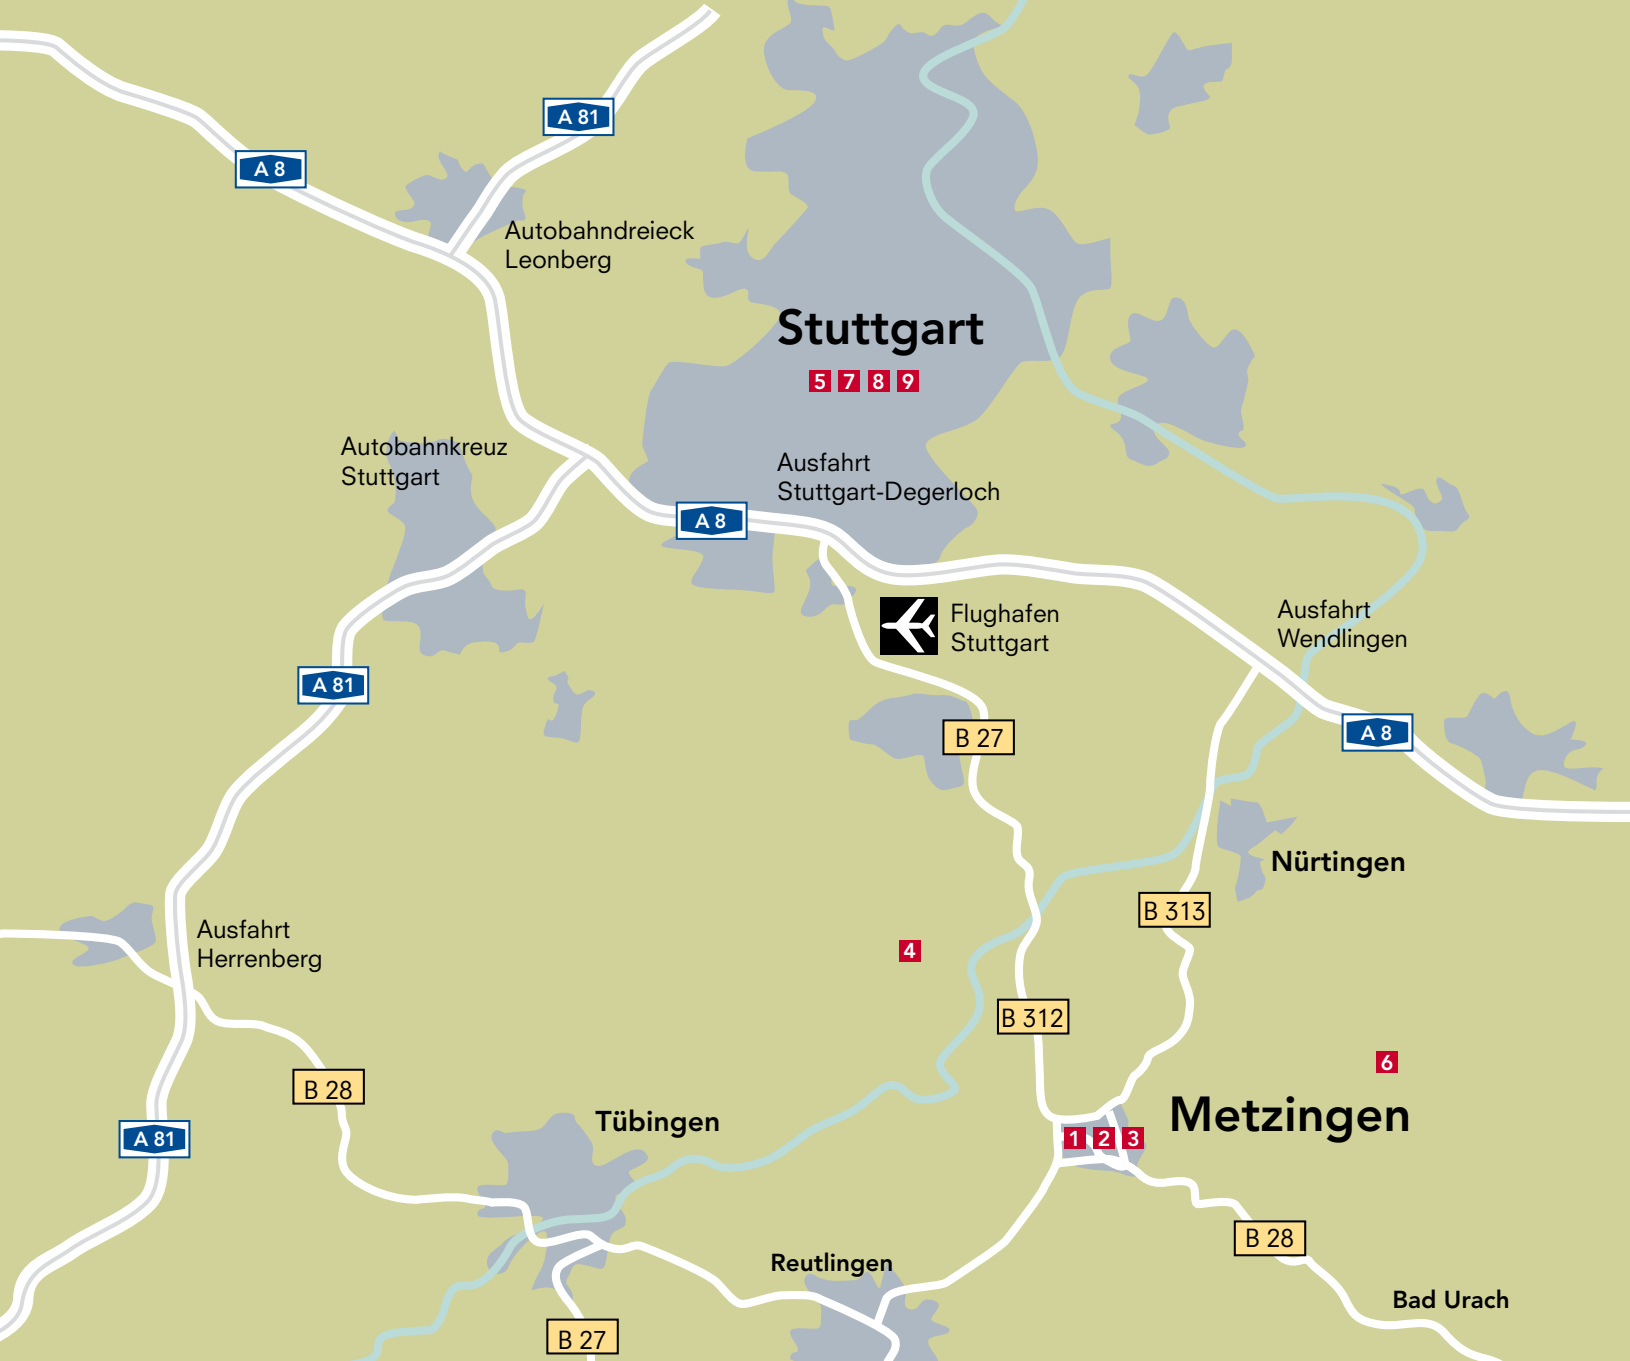 A 81
A 8
Autobahndreieck
Leonberg
Stuttgart
5 7 8 9
Autobahnkreuz
Stuttgart
Ausfahrt
Stuttgart-Degerloch
A 8
Flughafen
Stuttgart
Ausfahrt
Wendlingen
A 81
B 27
A 8
Nürtingen
B 313
Ausfahrt
Herrenberg
4
B 312
6
B 28
Tübingen
Metzingen
A 81
1 2 3
B 28
Reutlingen
Bad Urach
B 27